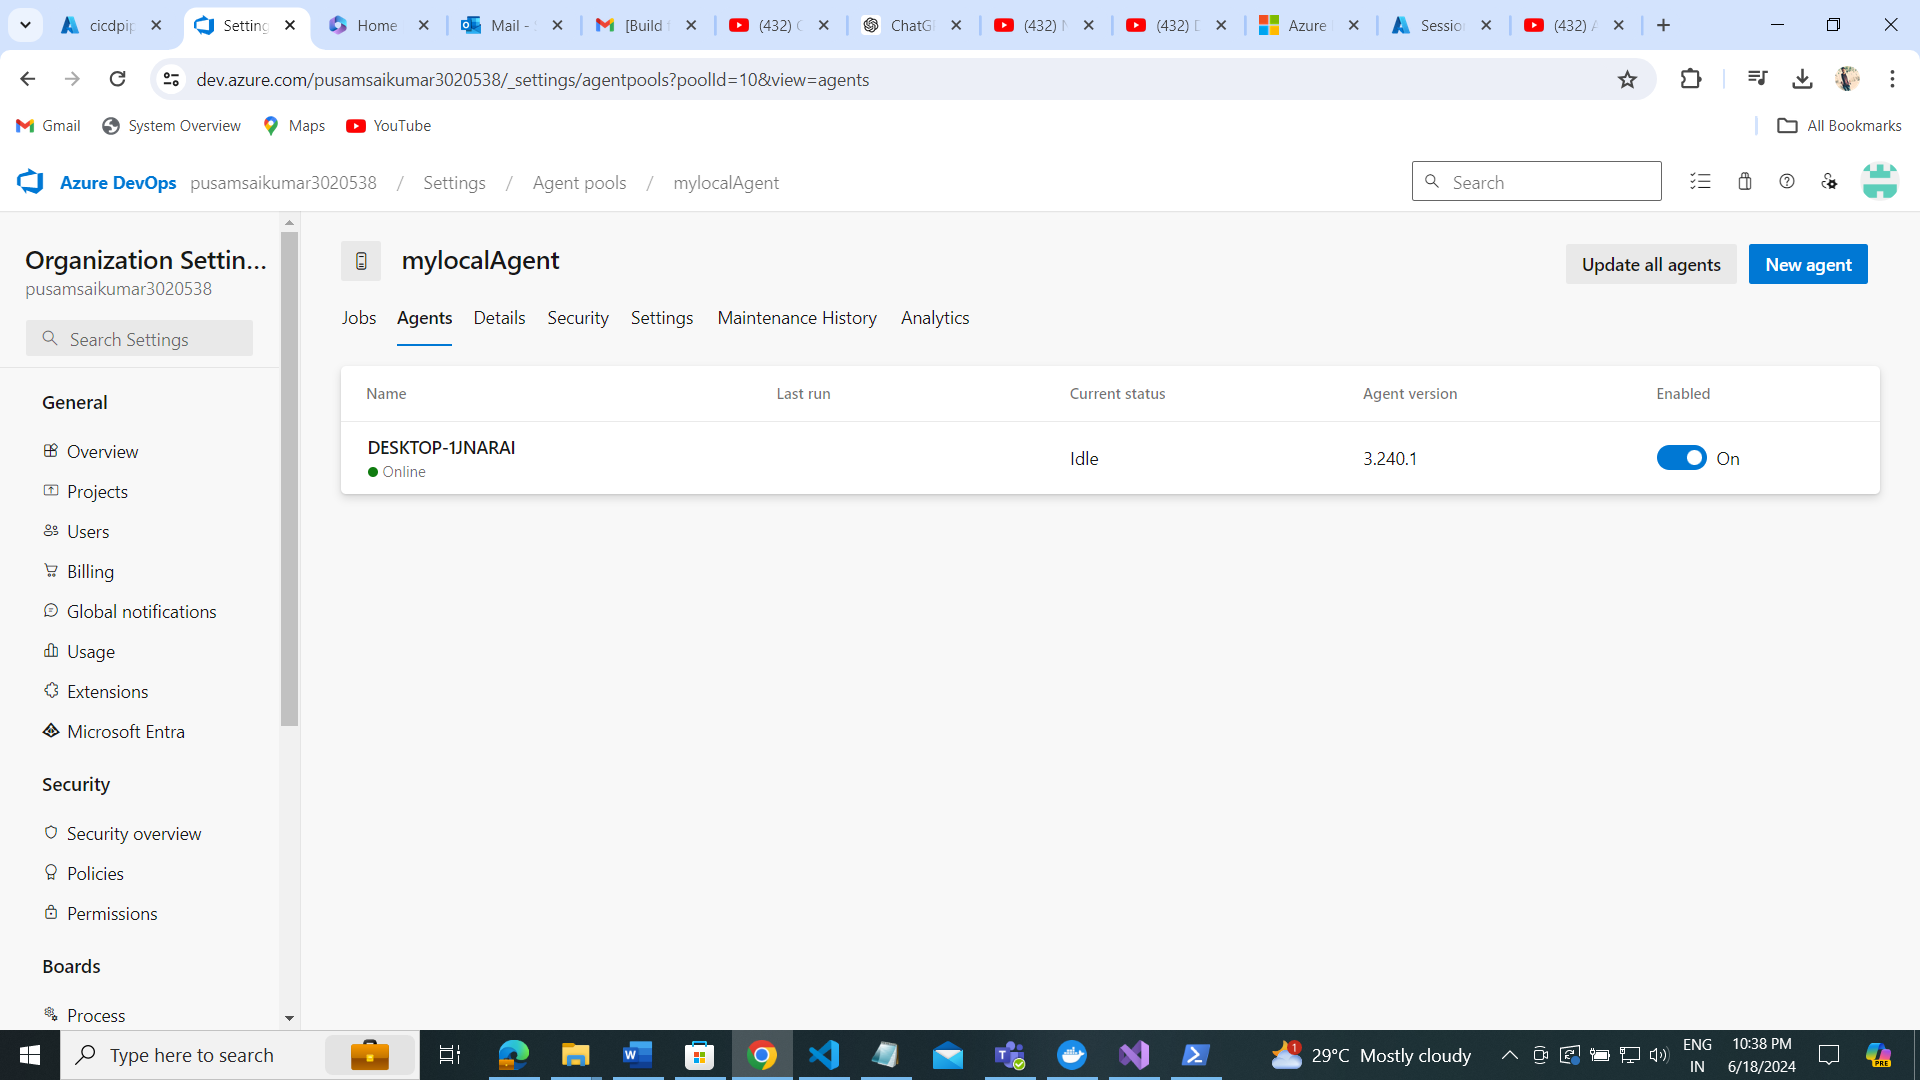 cicdpip
Setting
Home
Mail - S
[Build f
(432) C
ChatGP
(432) N
(432) D
Azure
Session
(432) A
dev.azure.com/pusamsaikumar3020538/_settings/agentpools?poolId=10&view=agents
Gmail
System Overview
Maps
YouTube
All Bookmarks
Azure DevOps pusamsaikumar3020538 / Settings / Agent pools / mylocalAgent
Search
Organization Settin...
pusamsaikumar3020538
Search Settings
General
Overview
Projects
Users
Billing
Global notifications
Usage
Extensions
Microsoft Entra
Security
Security overview
Policies
Permissions
Boards
Process
mylocalAgent
Update all agents
New agent
Jobs Agents Details Security Settings Maintenance History Analytics
Name Last run Current status Agent version Enabled
DESKTOP-1JNARAI
Online
Idle
3.240.1
On
Type here to search
1
29°C Mostly cloudy
ENG
IN
10:38 PM
6/18/2024
PRE